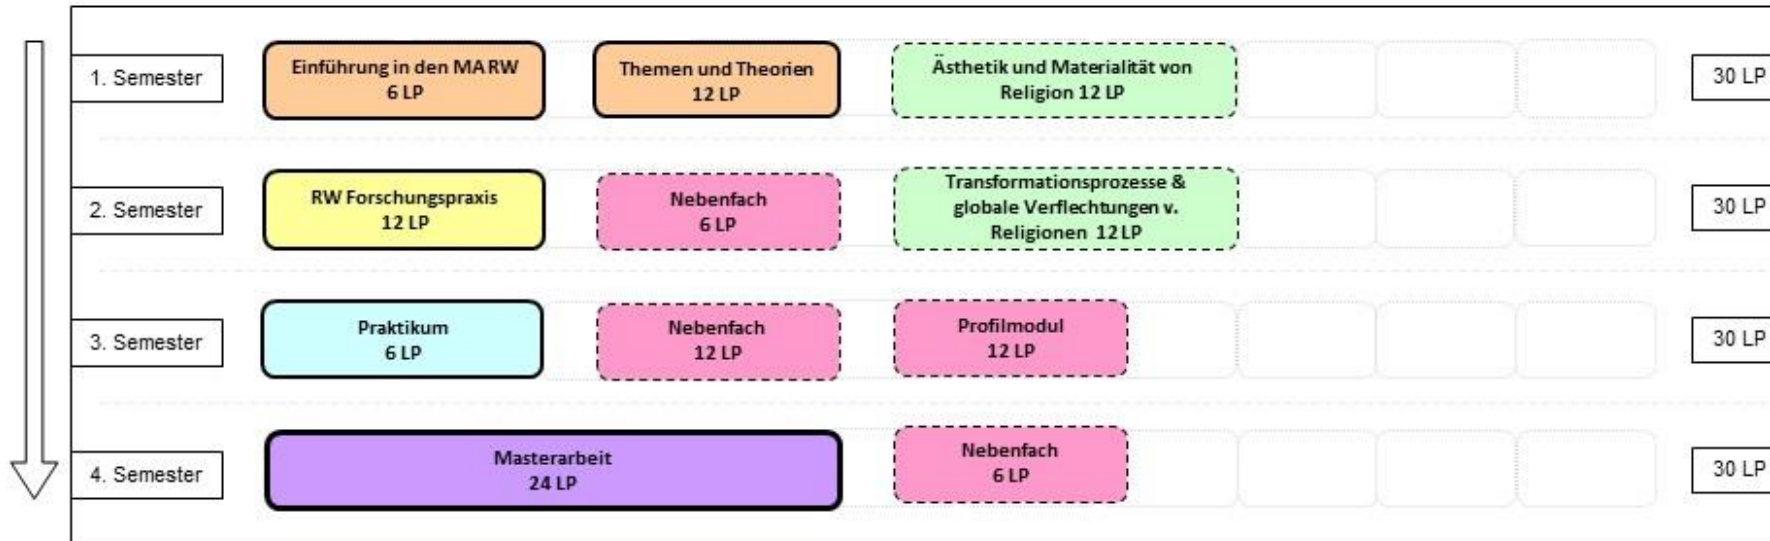 1. Semester
Einführung in den MARW
6 LP
Themen und Theorien
12 LP
Ästhetik und Materialität von
Religion 12 LP
30 LP
2. Semester
RW Forschungspraxis
12 LP
Nebenfach
6 LP
Transformationsprozesse &
globale Verflechtungen v.
Religionen 12 LP
30 LP
3. Semester
Praktikum
6 LP
Nebenfach
12 LP
Profilmodul
12 LP
30 LP
4. Semester
Masterarbeit
24 LP
Nebenfach
6 LP
30 LP